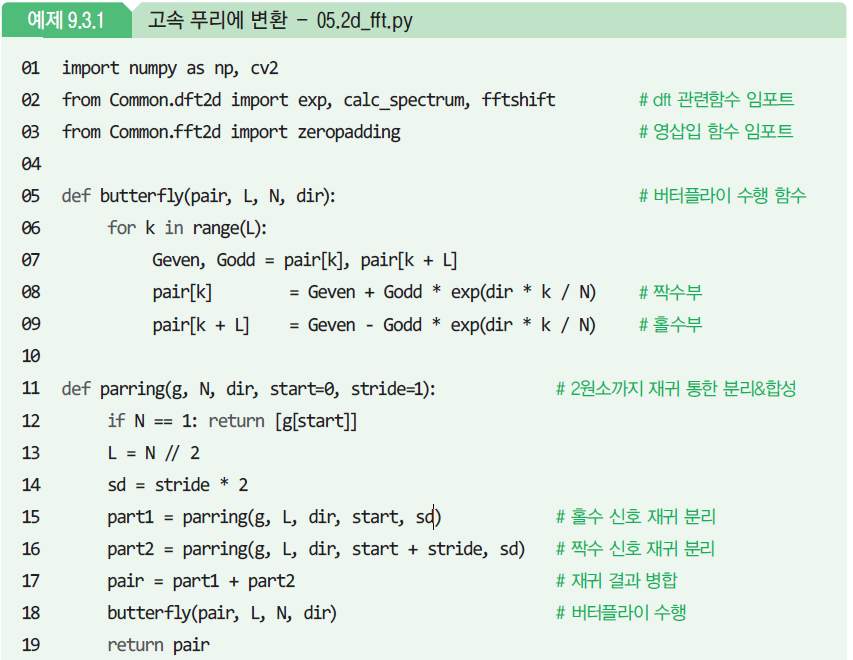 예제 9.3.1 고속 푸리에 변환 - 05.2d_fft.py
01 import numpy as np, cv2
02 from Common.dft2d import exp, calc_spectrum, fftshift # dft 관련함수 임포트
03 from Common.fft2d import zeropadding # 영삽입 함수 임포트
04
05 def butterfly(pair, L, N, dir): # 버터플라이 수행 함수
06 for k in range(L):
07 Geven, Godd = pair[k], pair[k + L]
08 pair[k] = Geven + Godd * exp(dir * k / N) # 짝수부
09 pair[k + L] = Geven - Godd * exp(dir * k / N) # 홀수부
10
11 def parring(g, N, dir, start=0, stride=1): # 2원소까지 재귀 통한 분리&합성
12 if N == 1: return [g[start]]
13 L = N // 2
14 sd = stride * 2
15 part1 = parring(g, L, dir, start, sd) # 홀수 신호 재귀 분리
16 part2 = parring(g, L, dir, start + stride, sd) # 짝수 신호 재귀 분리
17 pair = part1 + part2 # 재귀 결과 병합
18 butterfly(pair, L, N, dir) # 버터플라이 수행
19 return pair